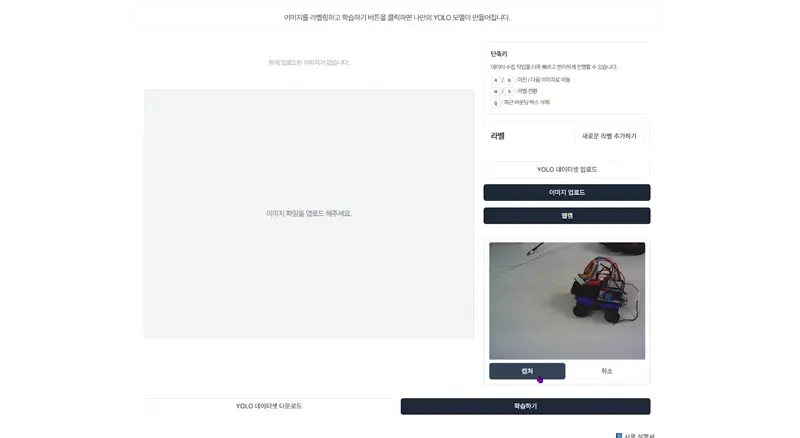 이미지를 라벨링하고 학습하기 버튼을 클릭하면 나만의 YOLO 모델이 만들어집니다.
현재 업로드된 이미지가 없습니다.
이미지 파일을 업로드 해주세요.
단축키
데이터 수집 작업을 더욱 빠르고 편리하게 진행할 수 있습니다.
A / D : 이전 / 다음 이미지로 이동
W / S : 라벨 전환
Q : 최근 바운딩 박스 삭제
라벨
새로운 라벨 추가하기
YOLO 데이터셋 업로드
이미지 업로드
웹캠
캡쳐
취소
YOLO 데이터셋 다운로드
학습하기
사용 설명서